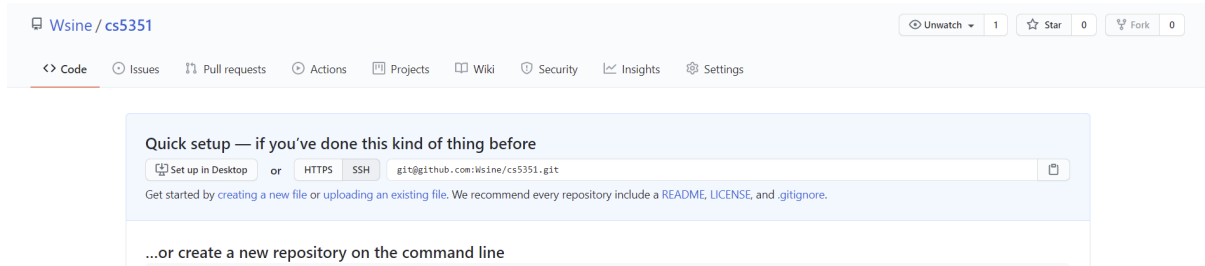 Wsine / cs5351
Unwatch 1 Star 0 Fork 0
Code Issues Pull requests Actions Projects Wiki Security Insights Settings
Quick setup — if you've done this kind of thing before
Set up in Desktop or HTTPS SSH git@github.com:Wsine/cs5351.git
Get started by creating a new file or uploading an existing file. We recommend every repository include a README, LICENSE, and .gitignore.
…or create a new repository on the command line